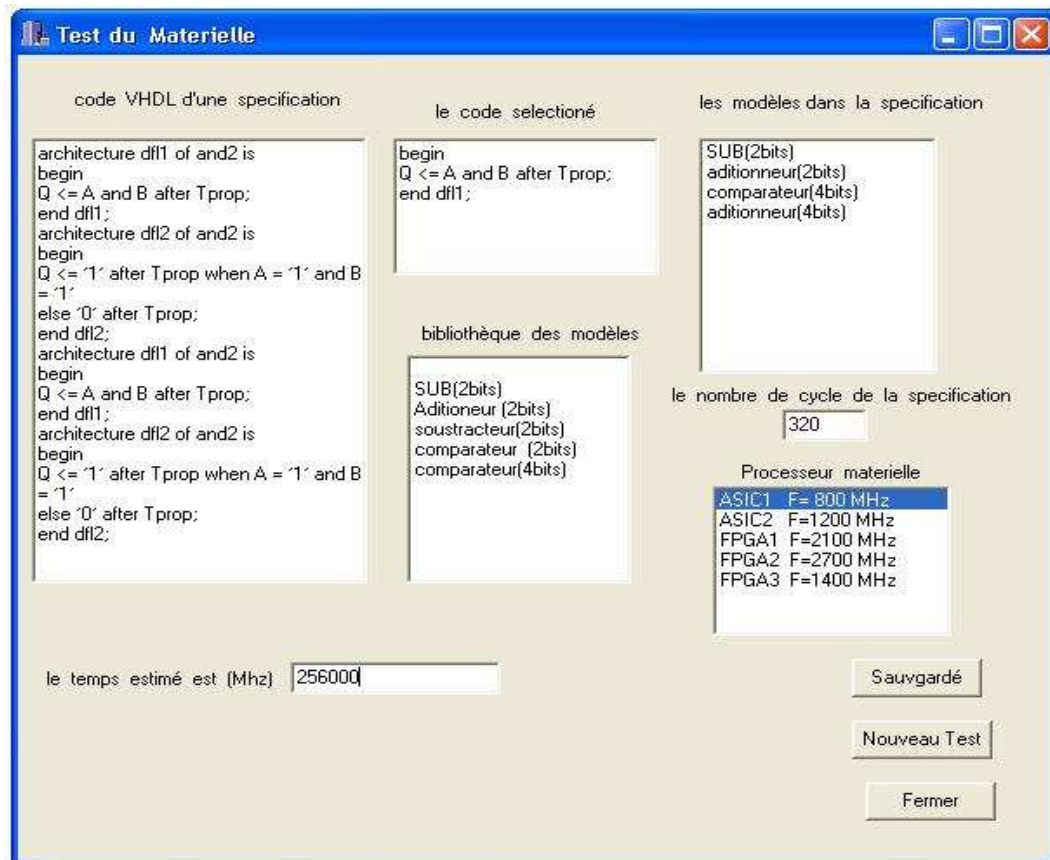 Test du Materielle
code VHDL d'une specification
architecture dfl1 of and2 is
begin
Q <= A and B after Tprop;
end dfl1;
architecture dfl2 of and2 is
begin
Q <= '1' after Tprop when A = '1' and B
= '1'
else '0' after Tprop;
end dfl2;
architecture dfl1 of and2 is
begin
Q <= A and B after Tprop;
end dfl1;
architecture dfl2 of and2 is
begin
Q <= '1' after Tprop when A = '1' and B
= '1'
else '0' after Tprop;
end dfl2;
le code selectioné
begin
Q <= A and B after Tprop;
end dfl1;
bibliothèque des modèles
SUB(2bits)
Aditioneur (2bits)
soustracteur(2bits)
comparateur (2bits)
comparateur(4bits)
les modèles dans la specification
SUB(2bits)
aditionneur(2bits)
comparateur(4bits)
aditionneur(4bits)
le nombre de cycle de la specification
320
Processeur materielle
ASIC1 F= 800 MHz
ASIC2 F=1200 MHz
FPGA1 F=2100 MHz
FPGA2 F=2700 MHz
FPGA3 F=1400 MHz
le temps estimé est (Mhz) 256000
Sauvgardé
Nouveau Test
Fermer